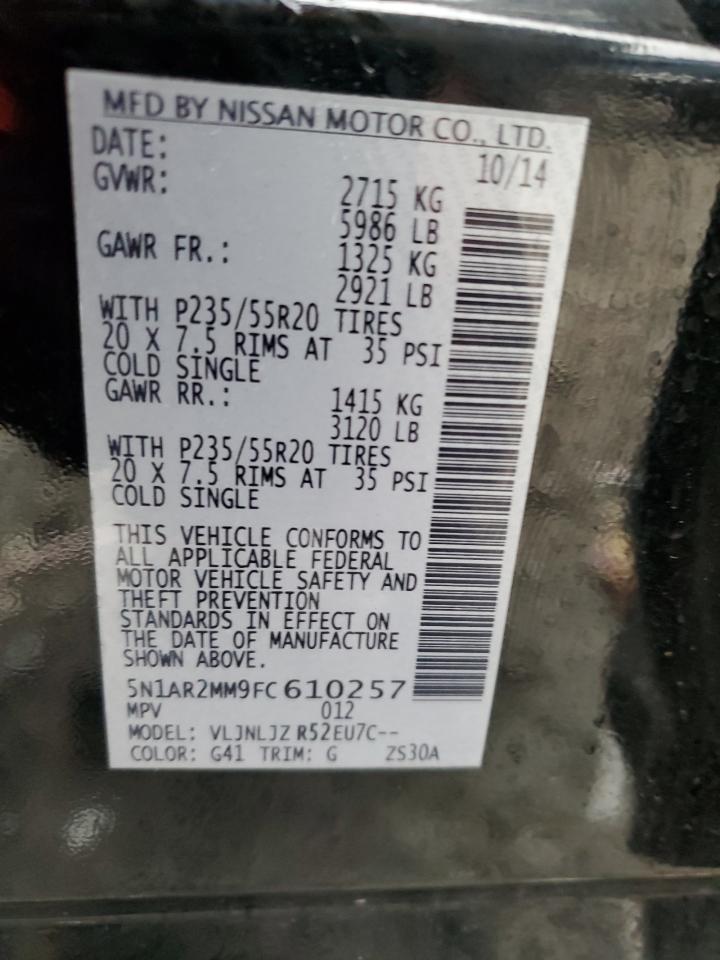 MFD BY NISSAN MOTOR CO., LTD.
DATE: 10/14
GVWR: 2715 KG
5986 LB
GAWR FR.: 1325 KG
2921 LB
WITH P235/55R20 TIRES
20 X 7.5 RIMS AT 35 PSI
COLD SINGLE
GAWR RR.: 1415 KG
3120 LB
WITH P235/55R20 TIRES
20 X 7.5 RIMS AT 35 PSI
COLD SINGLE
THIS VEHICLE CONFORMS TO
ALL APPLICABLE FEDERAL
MOTOR VEHICLE SAFETY AND
THEFT PREVENTION
STANDARDS IN EFFECT ON
THE DATE OF MANUFACTURE
SHOWN ABOVE.
5N1AR2MM9FC 610257
MPV 012
MODEL: VLJNLJZ R52EU7C--
COLOR: G41 TRIM: G ZS30A